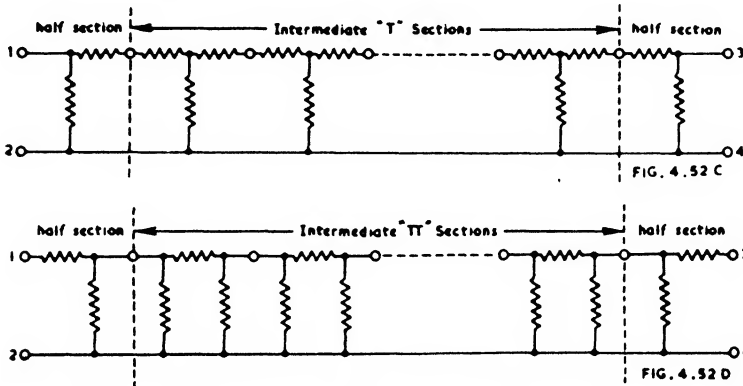 half section Intermediate "T" Sections half section
1 3
2 4
FIG. 4.52 C
half section Intermediate "TT" Sections half section
1
2
FIG. 4.52 D